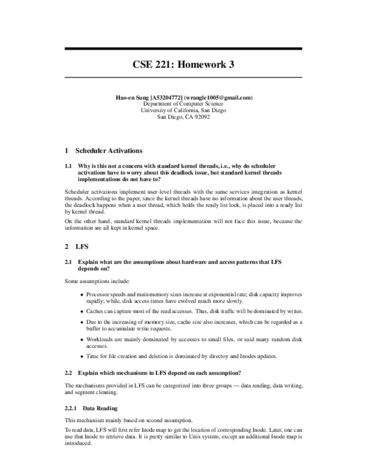 CSE 221: Homework 3
Hao-en Sung [A53204772] (wrangle1005@gmail.com)
Department of Computer Science
University of California, San Diego
San Diego, CA 92092
1 Scheduler Activations
1.1 Why is this not a concern with standard kernel threads, i.e., why do scheduler
activations have to worry about this deadlock issue, but standard kernel threads
implementations do not have to?
Scheduler activations implement user-level threads with the same services integration as kernel
threads. According to the paper, since the kernel threads have no information about the user threads,
the deadlock happens when a user thread, which holds the ready list lock, is placed into a ready list
by kernel thread.
On the other hand, standard kernel threads implementation will not face this issue, because the
information are all kept in kernel space.
2 LFS
2.1 Explain what are the assumptions about hardware and access patterns that LFS
depends on?
Some assumptions include:
• Processor speeds and main memory sizes increase at exponential rate; disk capacity improves
rapidly; while, disk access times have evolved much more slowly.
• Caches can capture most of the read accesses. Thus, disk traffic will be dominated by writes.
• Due to the increasing of memory size, cache size also increases, which can be regarded as a
buffer to accumulate write requests.
• Workloads are mainly dominated by accesses to small files, or said many random disk
accesses.
• Time for file creation and deletion is dominated by directory and Inodes updates.
2.2 Explain which mechanisms in LFS depend on each assumption?
The mechanisms provided in LFS can be categorized into three groups — data reading, data writing,
and segment cleaning.
2.2.1 Data Reading
This mechanism mainly based on second assumption.
To read data, LFS will first refer Inode map to get the location of corresponding Inode. Later, one can
use that Inode to retrieve data. It is pretty similar to Unix system, except an additional Inode map is
introduced.